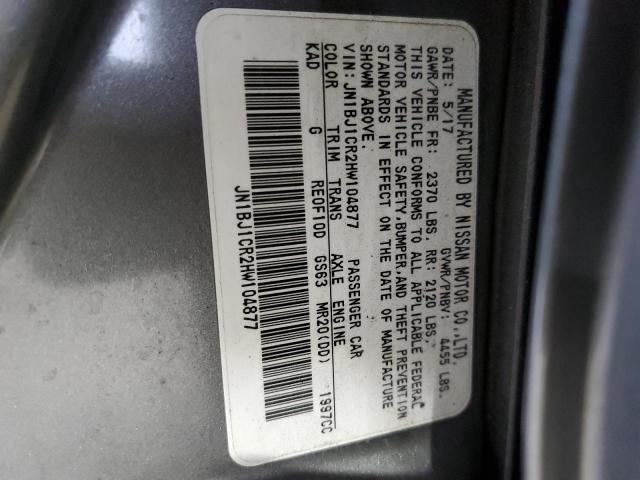 MANUFACTURED BY NISSAN MOTOR CO.,LTD.
DATE: 5/17 GVWR/PNBV: 4455 LBS.
GAWR/PNBE FR: 2370 LBS. RR: 2120 LBS.
THIS VEHICLE CONFORMS TO ALL APPLICABLE FEDERAL
MOTOR VEHICLE SAFETY,BUMPER,AND THEFT PREVENTION
STANDARDS IN EFFECT ON THE DATE OF MANUFACTURE
SHOWN ABOVE.
VIN: JN1BJ1CR2HW104877 PASSENGER CAR
COLOR TRIM TRANS AXLE ENGINE
KAD G RE0F10D GS63 MR20(DD) 1997CC
JN1BJ1CR2HW104877